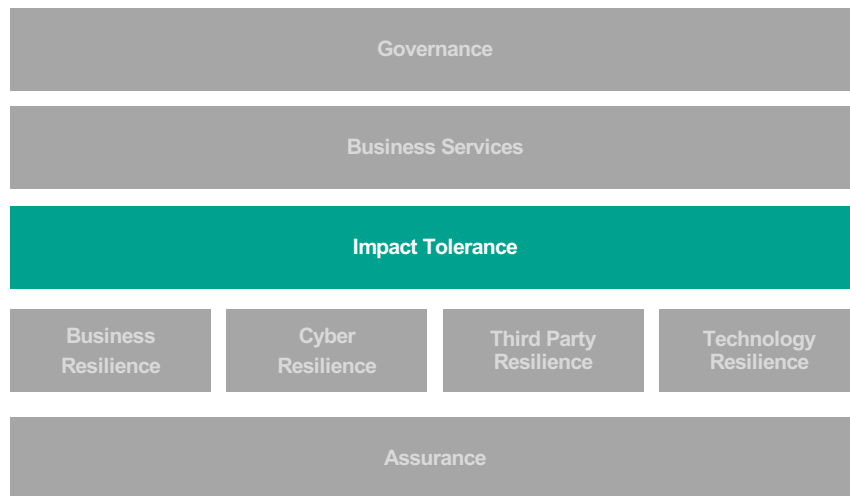 Governance
Business Services
Impact Tolerance
Business
Resilience
Cyber
Resilience
Third Party
Resilience
Technology
Resilience
Assurance